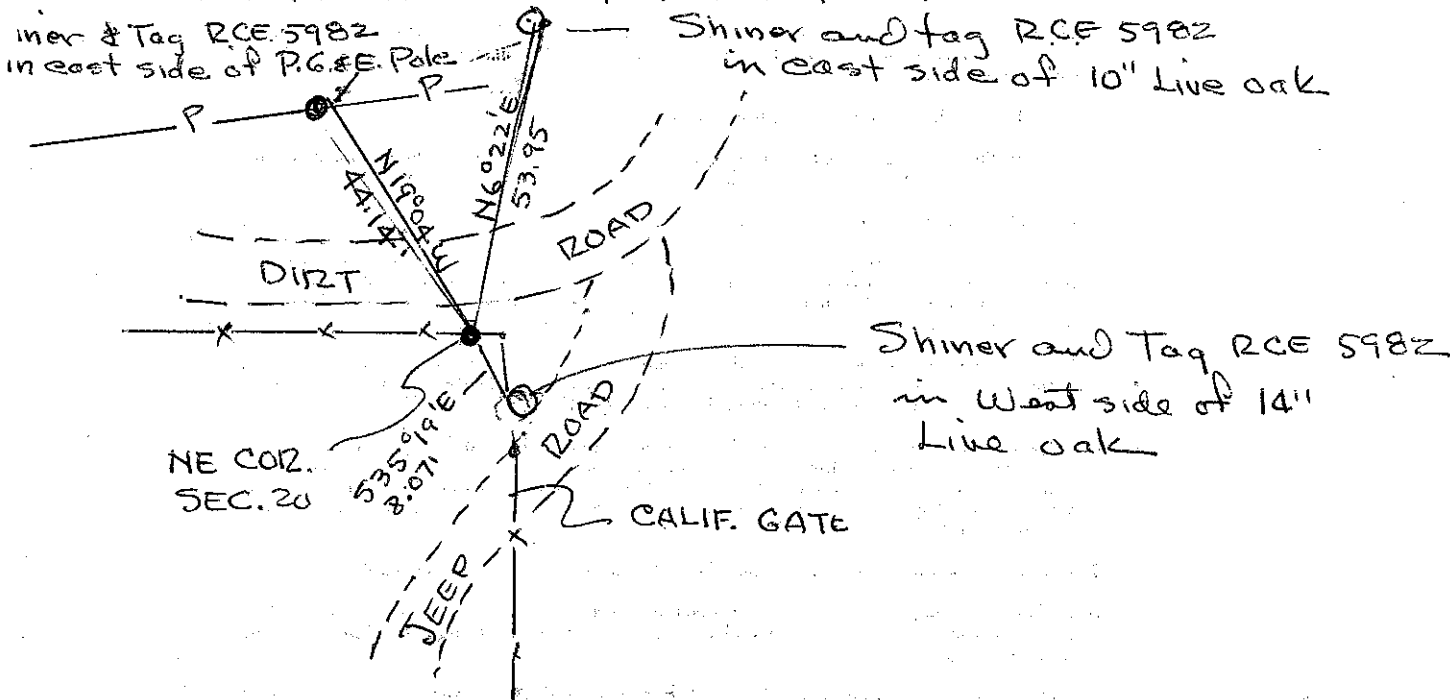 iner & Tag RCE. 5982
in east side of P.G.&E. Pole
Shiner and tag R.C.E 5982
in east side of 10" Live oak
P
P
N6°22'E
53.95
N19°04'W
44.14'
ROAD
DIRT
Shiner and Tag RCE 5982
in West side of 14"
Live oak
NE COR.
SEC. 20
S35°19'E
8.07'
ROAD
CALIF. GATE
JEEP